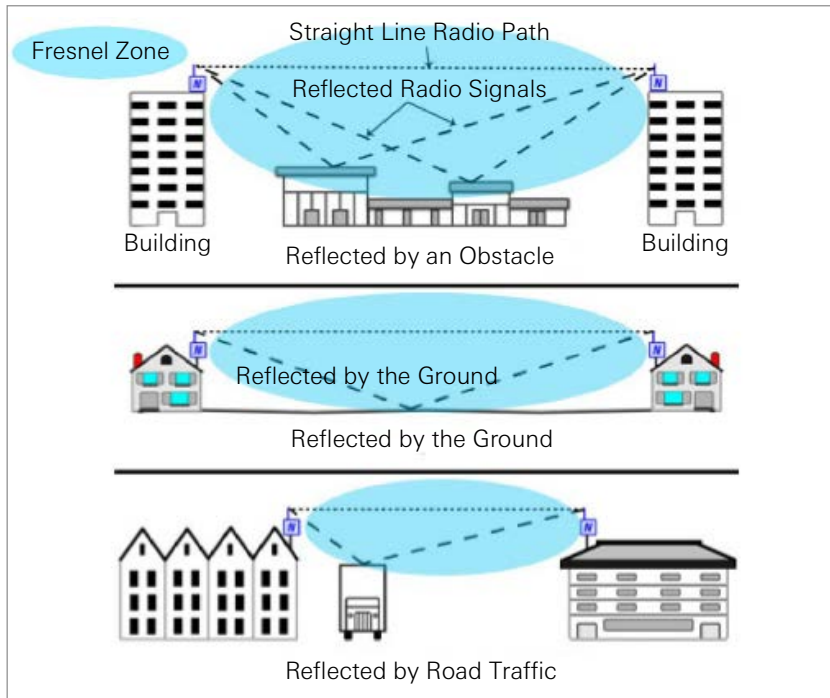 Straight Line Radio Path
Fresnel Zone
N
N
Reflected Radio Signals
Building
Building
Reflected by an Obstacle
N
N
Reflected by the Ground
Reflected by the Ground
N
N
Reflected by Road Traffic